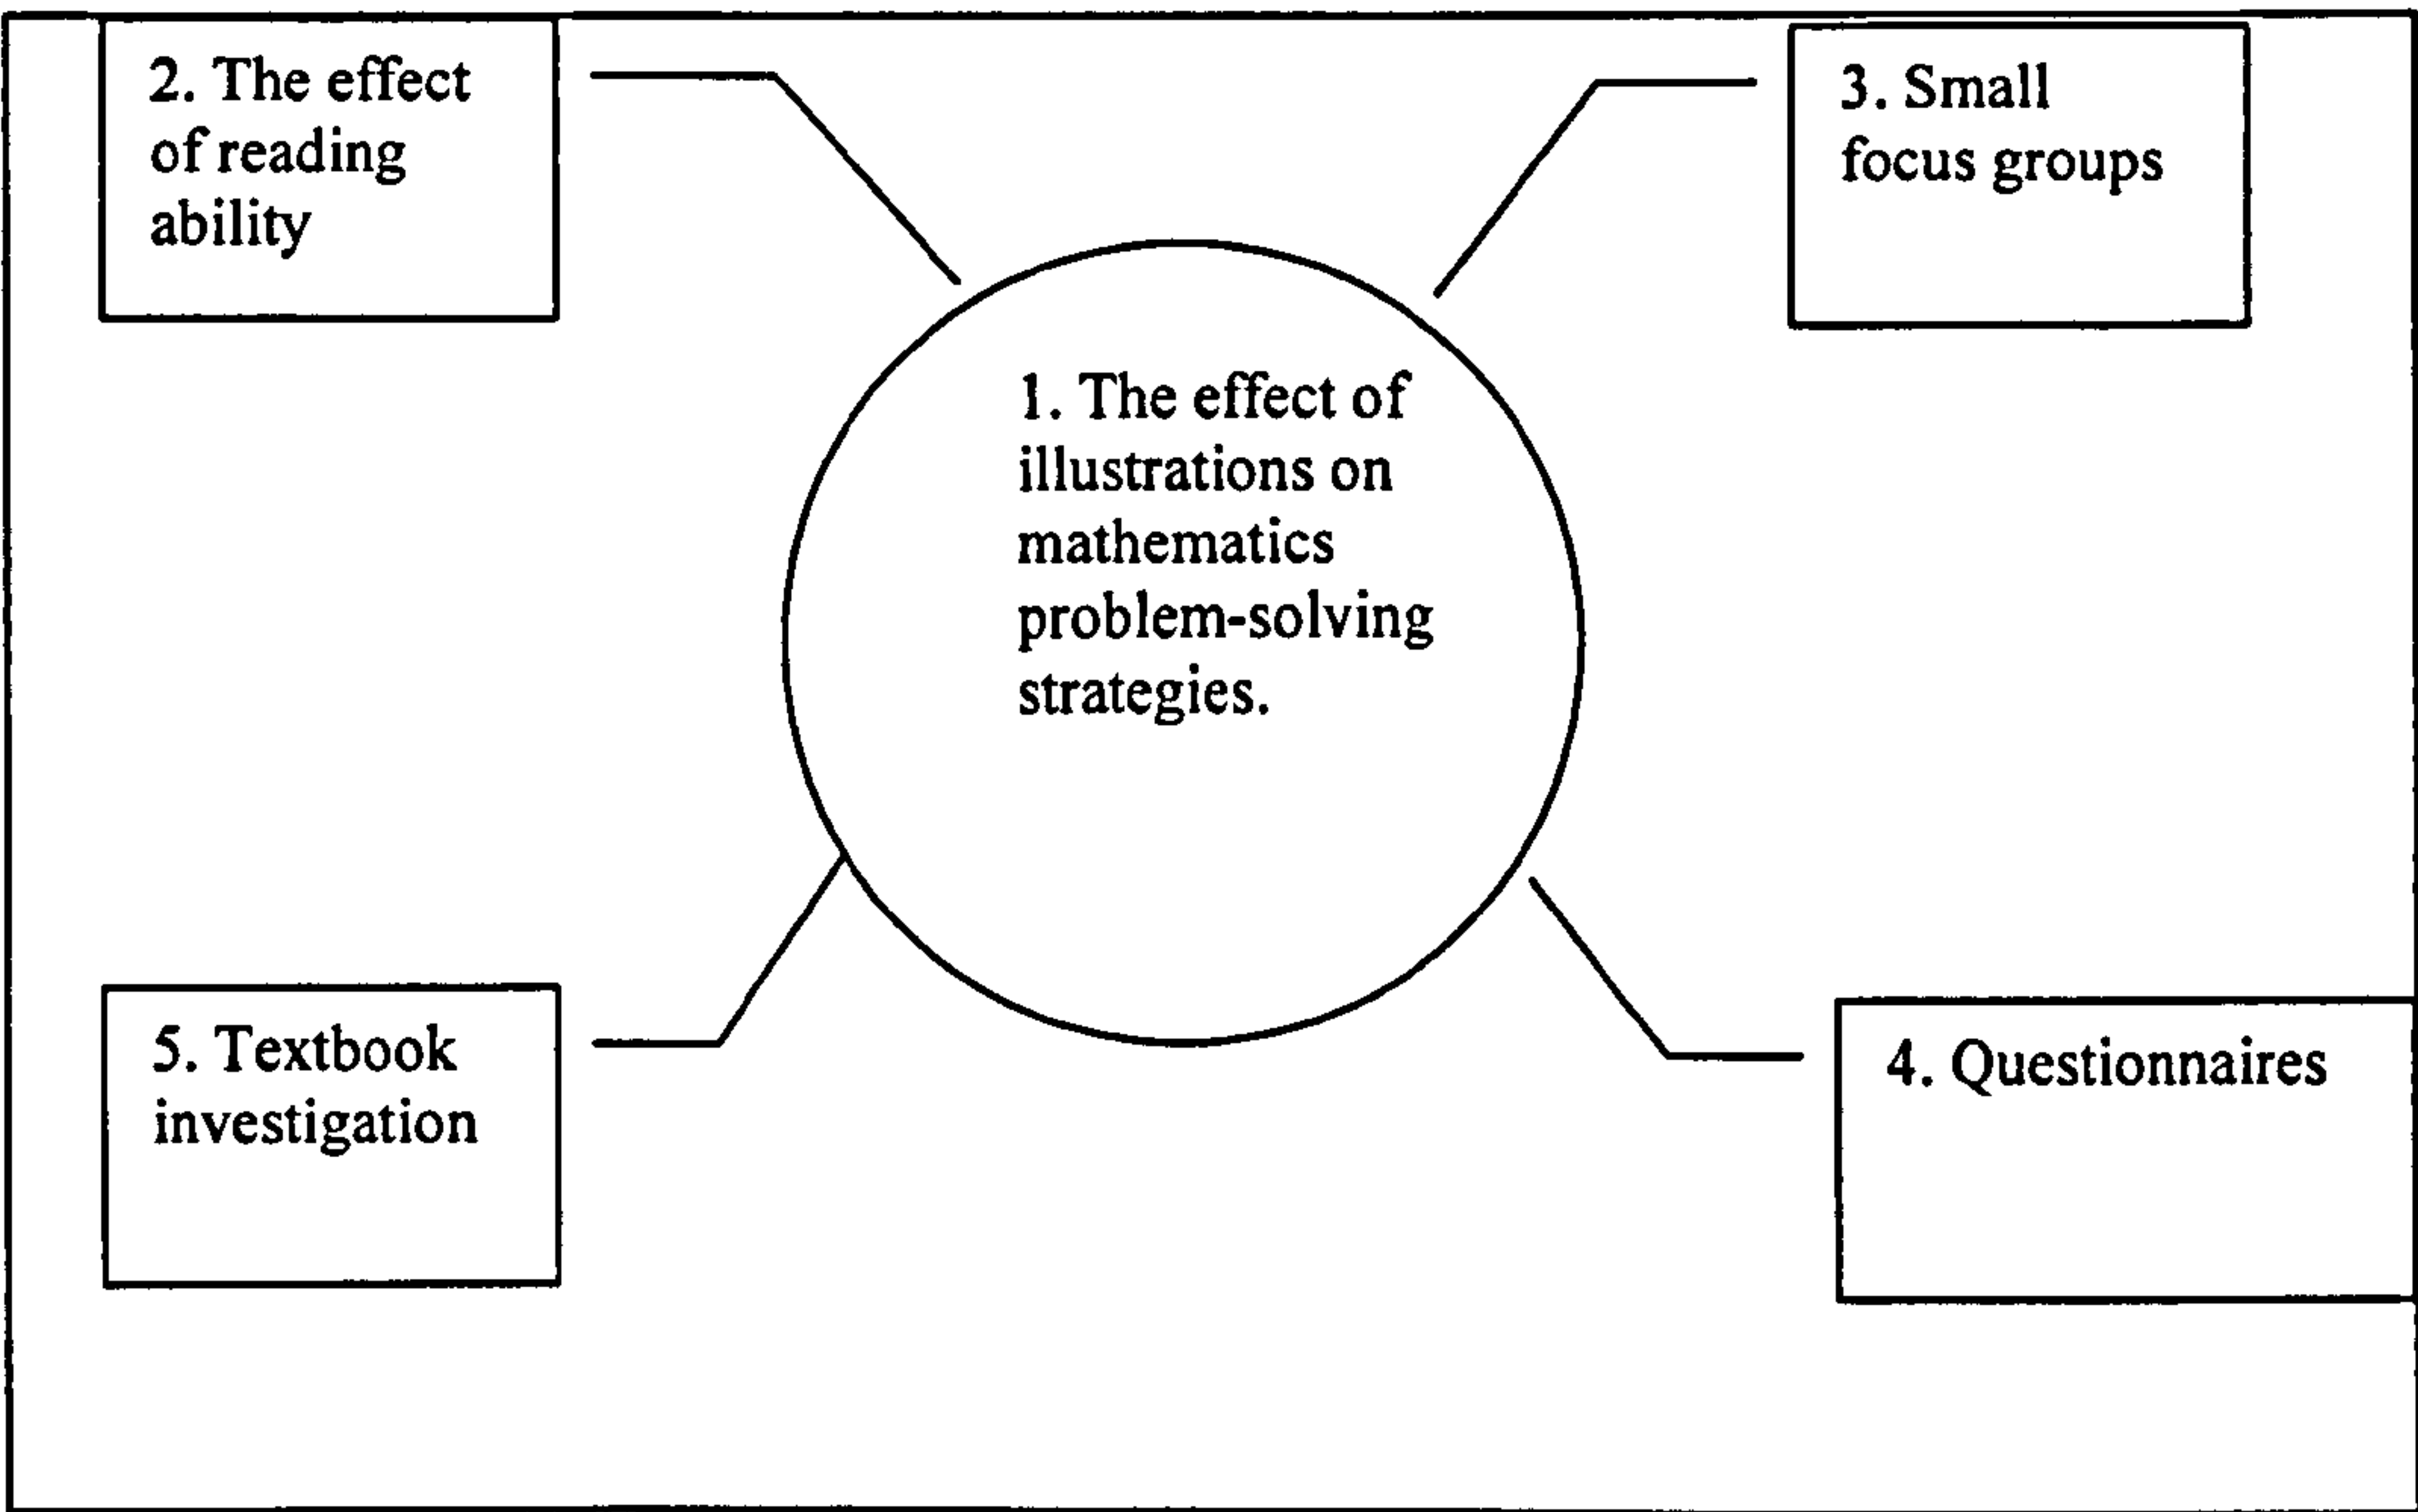 2. The effect
of reading
ability
3. Small
focus groups
1. The effect of
illustrations on
mathematics
problem-solving
strategies.
5. Textbook
investigation
4. Questionnaires